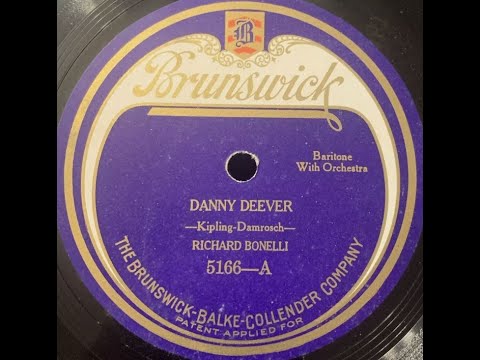 B
Brunswick
Baritone
With Orchestra
DANNY DEEVER
—Kipling-Damrosch—
RICHARD BONELLI
5166—A
THE BRUNSWICK-BALKE-COLLENDER COMPANY
PATENT APPLIED FOR